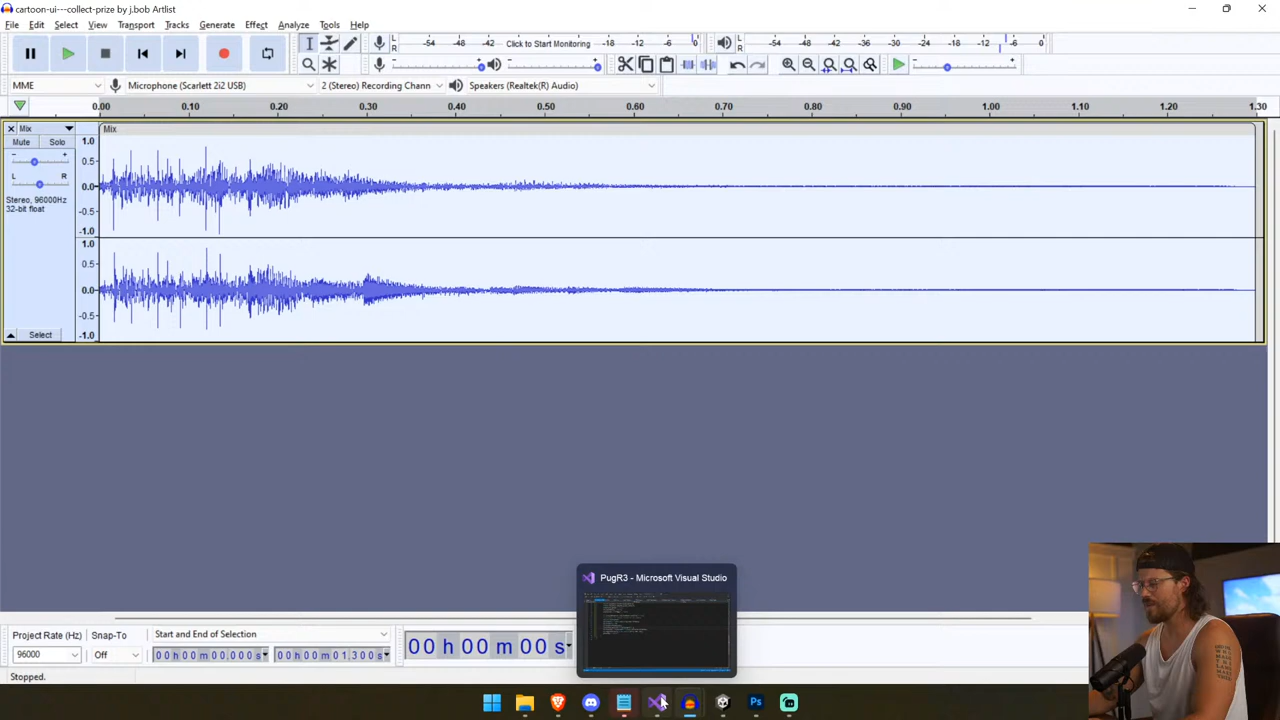 cartoon-ui---collect-prize by j.bob Artlist
File Edit Select View Transport Tracks Generate Effect Analyze Tools Help
L
R
-54 -48 -42 Click to Start Monitoring -18 -12 -6 0
L
R
-54 -48 -42 -36 -30 -24 -18 -12 -6 0
MME
Microphone (Scarlett 2i2 USB)
2 (Stereo) Recording Chann
Speakers (Realtek(R) Audio)
0.00 0.10 0.20 0.30 0.40 0.50 0.60 0.70 0.80 0.90 1.00 1.10 1.20 1.30
Mix
Mix
Mute Solo
- +
L R
Stereo, 96000Hz
32-bit float
1.0
0.5
0.0
-0.5
-1.0
1.0
0.5
0.0
-0.5
-1.0
Select
PugR3 - Microsoft Visual Studio
Project Rate (Hz)
Snap-To
Start and End of Selection
96000
Off
00 h 00 m 00.000 s
00 h 00 m 01.300 s
00 h 00 m 00 s
Stopped.
Ps